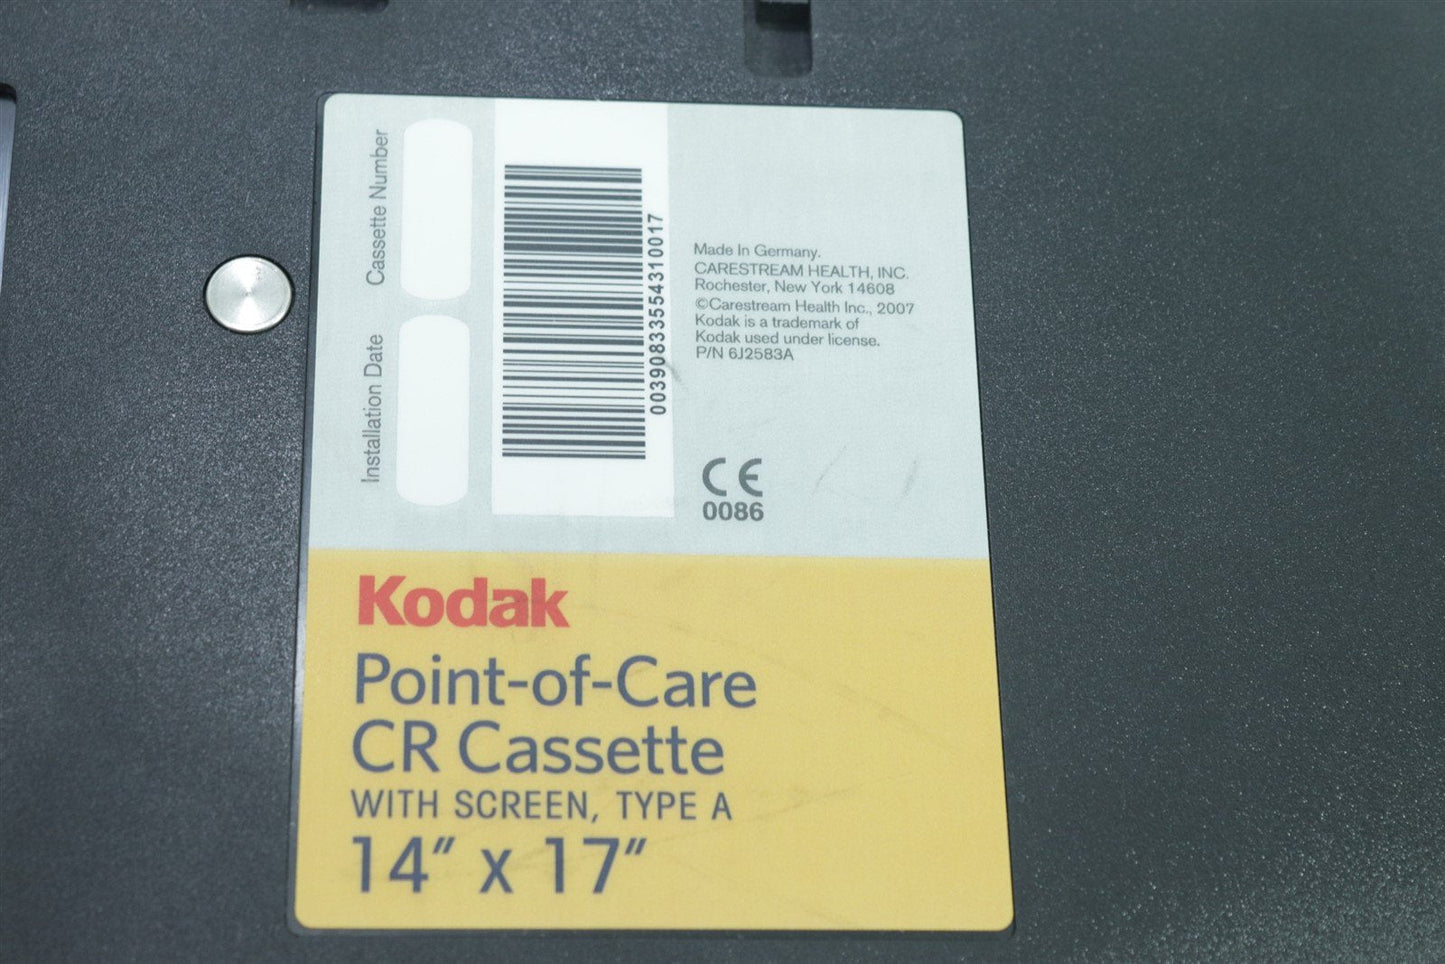 Cassette Number
Installation Date
00390833554310017
Made In Germany.
CARESTREAM HEALTH, INC.
Rochester, New York 14608
©Carestream Health Inc., 2007
Kodak is a trademark of
Kodak used under license.
P/N 6J2583A
CE
0086
Kodak
Point-of-Care
CR Cassette
WITH SCREEN, TYPE A
14” x 17”